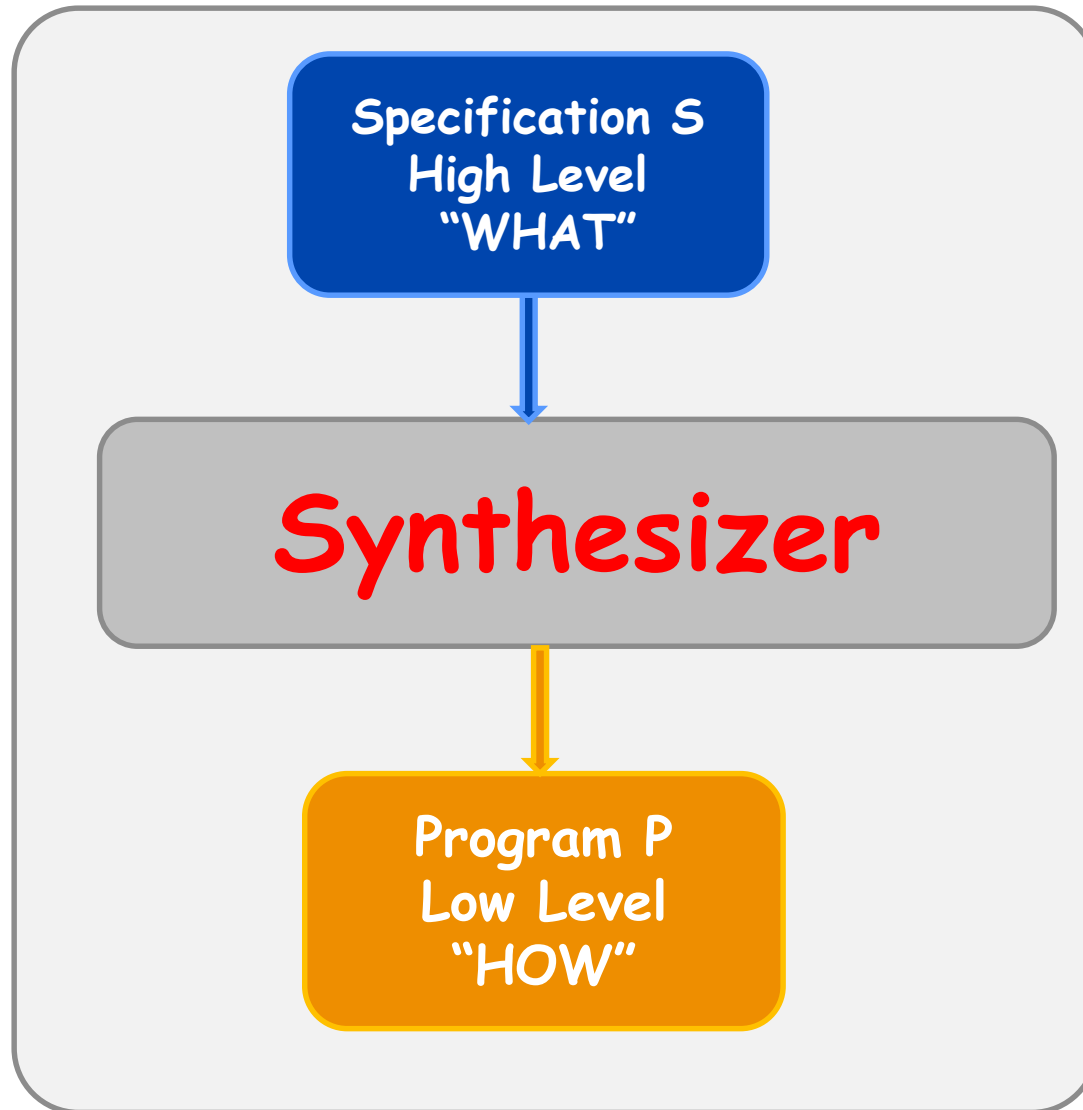 Specification S
High Level
“WHAT”
Synthesizer
Program P
Low Level
“HOW”